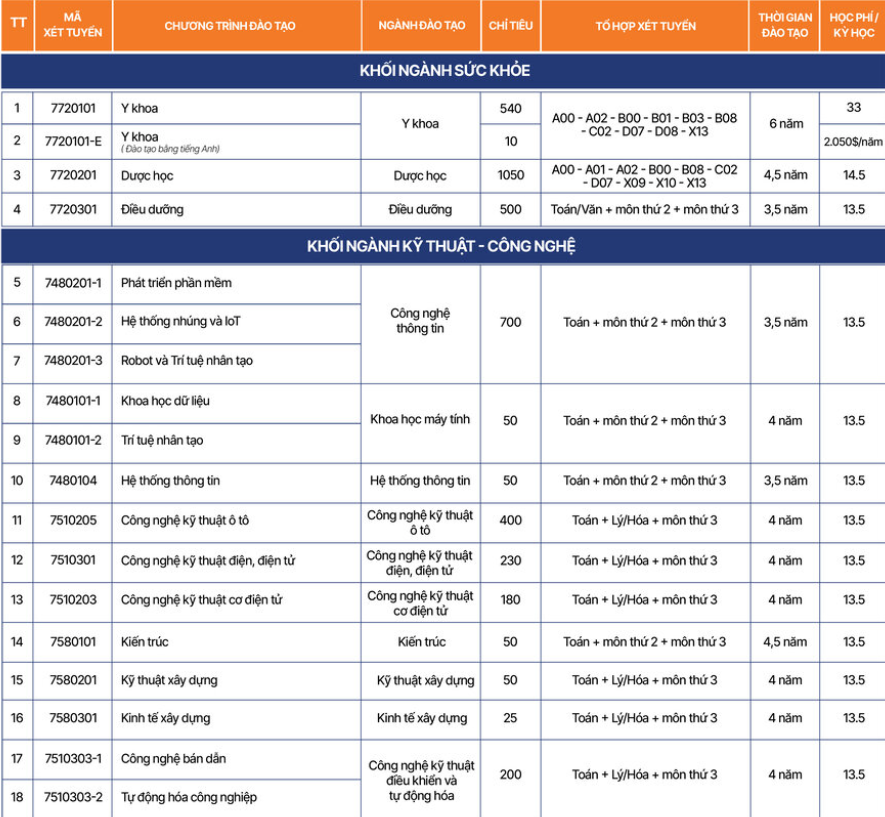 TT MÃ XÉT TUYỂN CHƯƠNG TRÌNH ĐÀO TẠO NGÀNH ĐÀO TẠO CHỈ TIÊU TỔ HỢP XÉT TUYỂN THỜI GIAN ĐÀO TẠO HỌC PHÍ / KỲ HỌC
KHỐI NGÀNH SỨC KHỎE
1 7720101 Y khoa Y khoa 540 A00 - A02 - B00 - B01 - B03 - B08 - C02 - D07 - D08 - X13 6 năm 33
2 7720101-E Y khoa 10 2.050$/năm
( Đào tạo bằng tiếng Anh)
3 7720201 Dược học Dược học 1050 A00 - A01 - A02 - B00 - B08 - C02 - D07 - X09 - X10 - X13 4,5 năm 14.5
4 7720301 Điều dưỡng Điều dưỡng 500 Toán/Văn + môn thứ 2 + môn thứ 3 3,5 năm 13.5
KHỐI NGÀNH KỸ THUẬT - CÔNG NGHỆ
5 7480201-1 Phát triển phần mềm
6 7480201-2 Hệ thống nhúng và IoT Công nghệ thông tin 700 Toán + môn thứ 2 + môn thứ 3 3,5 năm 13.5
7 7480201-3 Robot và Trí tuệ nhân tạo
8 7480101-1 Khoa học dữ liệu Khoa học máy tính 50 Toán + môn thứ 2 + môn thứ 3 4 năm 13.5
9 7480101-2 Trí tuệ nhân tạo
10 7480104 Hệ thống thông tin Hệ thống thông tin 50 Toán + môn thứ 2 + môn thứ 3 3,5 năm 13.5
11 7510205 Công nghệ kỹ thuật ô tô Công nghệ kỹ thuật ô tô 400 Toán + Lý/Hóa + môn thứ 3 4 năm 13.5
12 7510301 Công nghệ kỹ thuật điện, điện tử Công nghệ kỹ thuật điện, điện tử 230 Toán + Lý/Hóa + môn thứ 3 4 năm 13.5
13 7510203 Công nghệ kỹ thuật cơ điện tử Công nghệ kỹ thuật cơ điện tử 180 Toán + Lý/Hóa + môn thứ 3 4 năm 13.5
14 7580101 Kiến trúc Kiến trúc 50 Toán + môn thứ 2 + môn thứ 3 4,5 năm 13.5
15 7580201 Kỹ thuật xây dựng Kỹ thuật xây dựng 50 Toán + Lý/Hóa + môn thứ 3 4 năm 13.5
16 7580301 Kinh tế xây dựng Kinh tế xây dựng 25 Toán + Lý/Hóa + môn thứ 3 4 năm 13.5
17 7510303-1 Công nghệ bán dẫn Công nghệ kỹ thuật điều khiển và tự động hóa 200 Toán + Lý/Hóa + môn thứ 3 4 năm 13.5
18 7510303-2 Tự động hóa công nghiệp